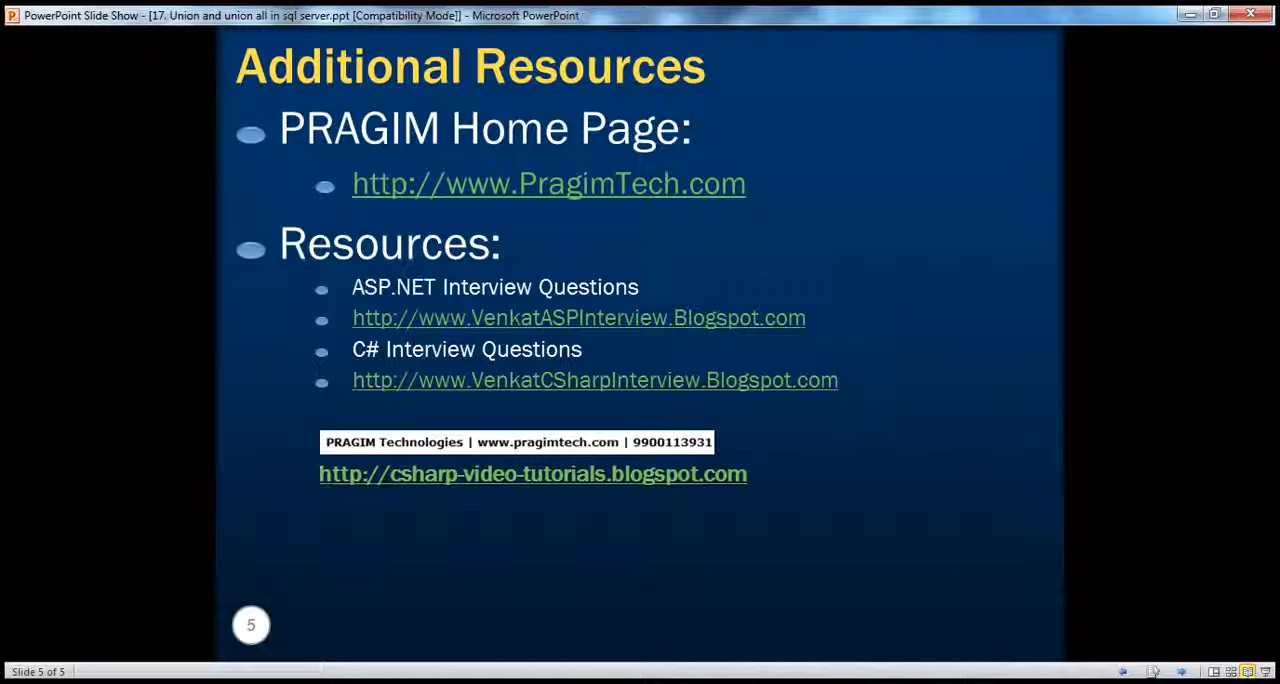 PowerPoint Slide Show - [17. Union and union all in sql server.ppt [Compatibility Mode]] - Microsoft PowerPoint
Additional Resources
PRAGIM Home Page:
http://www.PragimTech.com
Resources:
ASP.NET Interview Questions
http://www.VenkatASPInterview.Blogspot.com
C# Interview Questions
http://www.VenkatCSharpInterview.Blogspot.com
PRAGIM Technologies | www.pragimtech.com | 9900113931
http://csharp-video-tutorials.blogspot.com
5
Slide 5 of 5